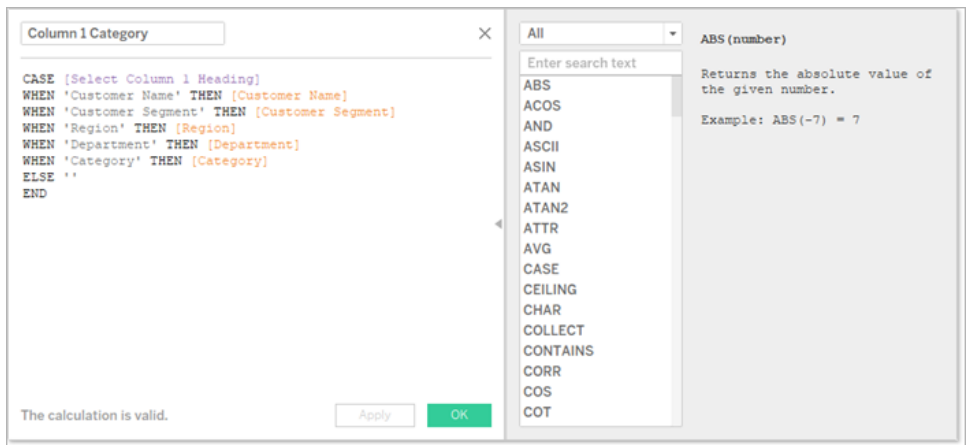 Column 1 Category
CASE [Select Column 1 Heading]
WHEN 'Customer Name' THEN [Customer Name]
WHEN 'Customer Segment' THEN [Customer Segment]
WHEN 'Region' THEN [Region]
WHEN 'Department' THEN [Department]
WHEN 'Category' THEN [Category]
ELSE ''
END
The calculation is valid.
Apply
OK
All
Enter search text
ABS
ACOS
AND
ASCII
ASIN
ATAN
ATAN2
ATTR
AVG
CASE
CEILING
CHAR
COLLECT
CONTAINS
CORR
COS
COT
ABS(number)
Returns the absolute value of
the given number.
Example: ABS(-7) = 7